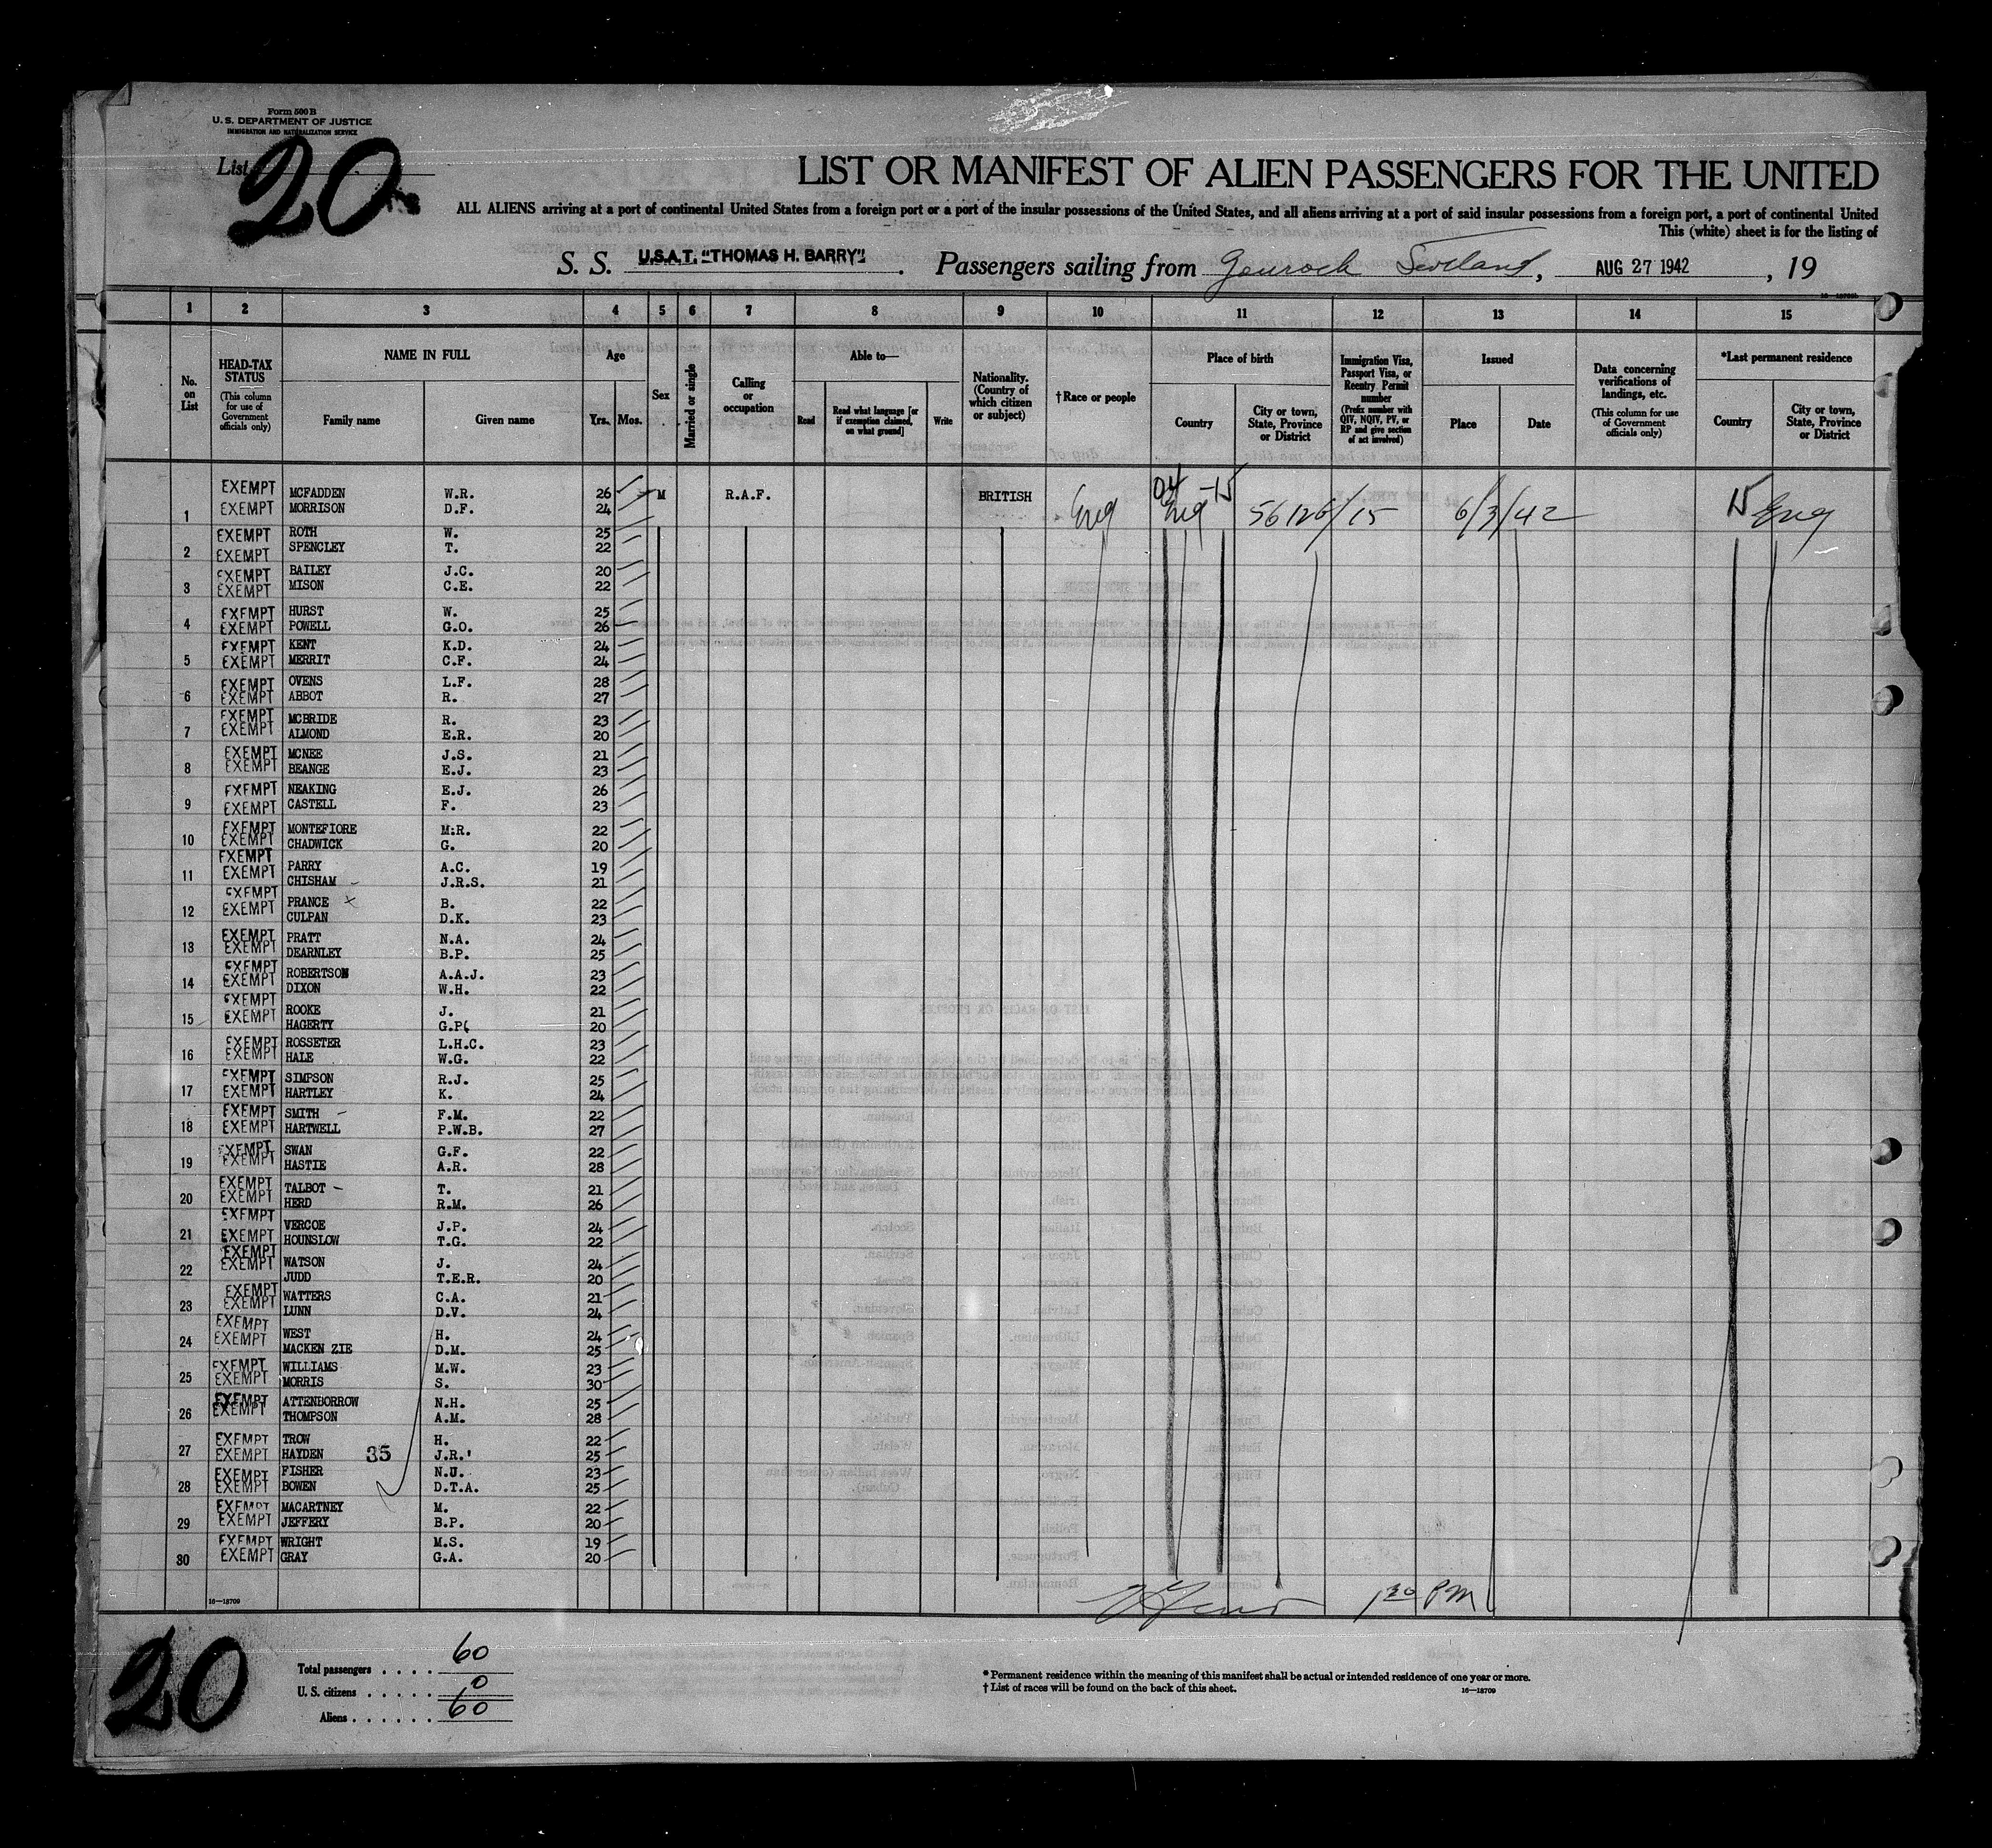 Form 500 B
U. S. DEPARTMENT OF JUSTICE
IMMIGRATION AND NATURALIZATION SERVICE
List 20
LIST OR MANIFEST OF ALIEN PASSENGERS FOR THE UNITED
ALL ALIENS arriving at a port of continental United States from a foreign port or a port of the insular possessions of the United States, and all aliens arriving at a port of said insular possessions from a foreign port, a port of continental United
This (white) sheet is for the listing of
S. S. U.S.A.T. "THOMAS H. BARRY". Passengers sailing from Gourock Scotland, AUG 27 1942, 19
1 2 3 4 5 6 7 8 9 10 11 12 13 14 15
No. on List
HEAD-TAX STATUS (This column for use of Government officials only)
NAME IN FULL
Family name
Given name
Age
Yrs. Mos.
Sex
Married or single
Calling or occupation
Able to—
Read
Read what language [or if exemption claimed, on what ground]
Write
Nationality. (Country of which citizen or subject)
†Race or people
Place of birth
Country
City or town, State, Province or District
Immigration Visa, Passport Visa, or Reentry Permit number (Prefix number with QIV, NQIV, PV, or RP and give section of act involved)
Issued
Place
Date
Data concerning verifications of landings, etc. (This column for use of Government officials only)
*Last permanent residence
Country
City or town, State, Province or District
EXEMPT MCFADDEN W.R. 26 M R.A.F. BRITISH Eng Eng -15 56126/15 6/3/42 15 Eng
1 EXEMPT MORRISON D.F. 24
EXEMPT ROTH W. 25
2 EXEMPT SPENCLEY T. 22
EXEMPT BAILEY J.C. 20
3 EXEMPT MISON C.E. 22
EXEMPT HURST W. 25
4 EXEMPT POWELL G.O. 26
EXEMPT KENT K.D. 24
5 EXEMPT MERRIT C.F. 24
EXEMPT OVENS L.F. 28
6 EXEMPT ABBOT R. 27
EXEMPT MCBRIDE R. 23
7 EXEMPT ALMOND E.R. 20
EXEMPT MCNEE J.S. 21
8 EXEMPT BEANGE E.J. 23
EXEMPT NEAKING E.J. 26
9 EXEMPT CASTELL F. 23
EXEMPT MONTEFIORE M.R. 22
10 EXEMPT CHADWICK G. 20
EXEMPT PARRY A.C. 19
11 EXEMPT CHISHAM J.R.S. 21
EXEMPT PRANCE x B. 22
12 EXEMPT CULPAN D.K. 23
EXEMPT PRATT N.A. 24
13 EXEMPT DEARNLEY B.P. 25
EXEMPT ROBERTSON A.A.J. 23
14 EXEMPT DIXON W.H. 22
EXEMPT ROOKE J. 21
15 EXEMPT HAGERTY G.P( 20
EXEMPT ROSSETER L.H.C. 23
16 EXEMPT HALE W.G. 22
EXEMPT SIMPSON R.J. 25
17 EXEMPT HARTLEY K. 24
EXEMPT SMITH F.M. 22
18 EXEMPT HARTWELL P.W.B. 27
EXEMPT SWAN G.F. 22
19 EXEMPT HASTIE A.R. 28
EXEMPT TALBOT T. 21
20 EXEMPT HERD R.M. 26
EXEMPT VERCOE J.P. 24
21 EXEMPT HOUNSLOW T.G. 22
EXEMPT WATSON J. 24
22 EXEMPT JUDD T.E.R. 20
EXEMPT WATTERS C.A. 21
23 EXEMPT LUNN D.V. 24
EXEMPT WEST H. 24
24 EXEMPT MACKEN ZIE D.M. 25
EXEMPT WILLIAMS M.W. 23
25 EXEMPT MORRIS S. 30
EXEMPT ATTENBORROW N.H. 25
26 EXEMPT THOMPSON A.M. 28
EXEMPT TROW H. 22
27 EXEMPT HAYDEN 35 J.R.' 25
EXEMPT FISHER N.U. 23
28 EXEMPT BOWEN D.T.A. 25
EXEMPT MACARTNEY M. 22
29 EXEMPT JEFFERY B.P. 20
EXEMPT WRIGHT M.S. 19
30 EXEMPT GRAY G.A. 20
130 PM
16—18709
20
Total passengers . . . . 60
U. S. citizens . . . . . 0
Aliens . . . . . . 60
* Permanent residence within the meaning of this manifest shall be actual or intended residence of one year or more.
† List of races will be found on the back of this sheet.
16—18709